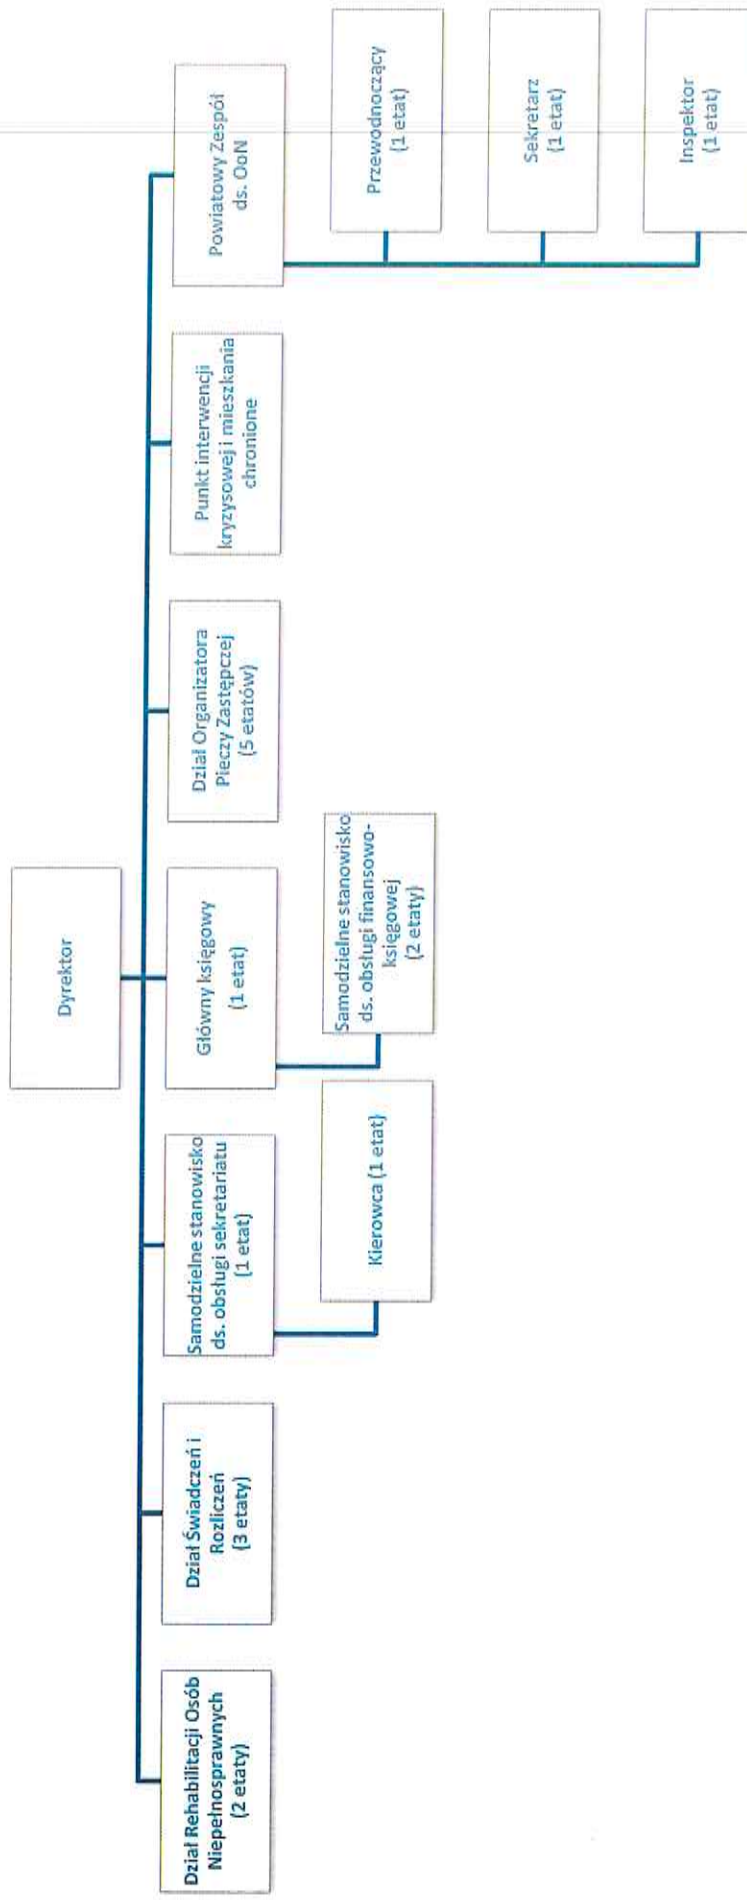 Dyrektor
Dział Rehabilitacji Osób
Niepełnosprawnych
(2 etaty)
Dział Świadczeń i
Rozliczeń
(3 etaty)
Samodzielne stanowisko
ds. obsługi sekretariatu
(1 etat)
Główny księgowy
(1 etat)
Dział Organizatora
Pieczy Zastępczej
(5 etatów)
Punkt interwencji
kryzysowej i mieszkania
chronione
Powiatowy Zespół
ds. OoN
Kierowca (1 etat)
Samodzielne stanowisko
ds. obsługi finansowo-
księgowej
(2 etaty)
Przewodnoczący
(1 etat)
Sekretarz
(1 etat)
Inspektor
(1 etat)